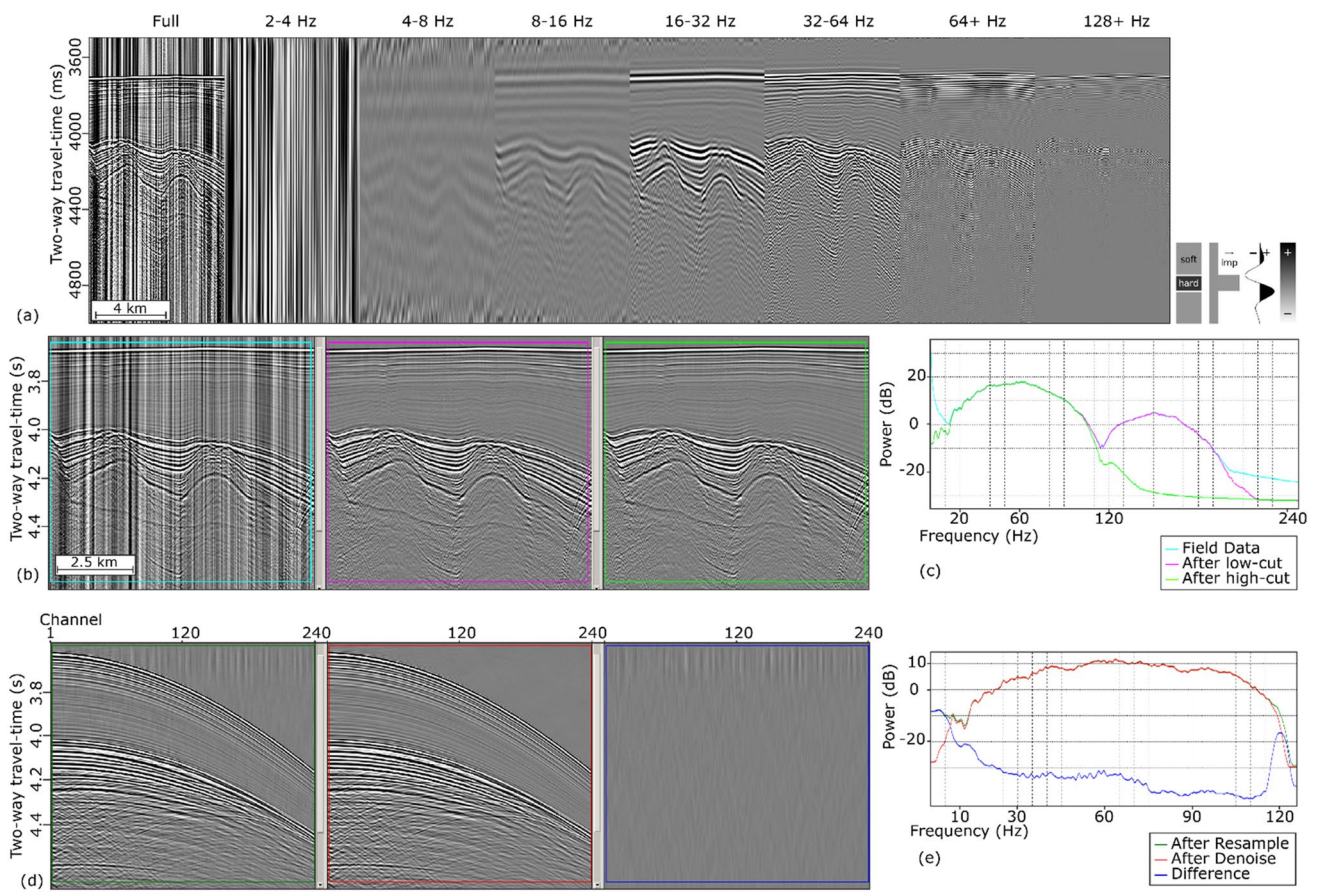 Full 2-4 Hz 4-8 Hz 8-16 Hz 16-32 Hz 32-64 Hz 64+ Hz 128+ Hz
Two-way travel-time (ms)
3600
4000
4400
4800
4 km
(a)
soft
hard
→
imp
- +
+
−
Two-way travel-time (s)
3.8
4.0
4.2
4.4
2.5 km
(b)
Power (dB)
20
0
-20
20 60 120 240
Frequency (Hz)
Field Data
After low-cut
After high-cut
(c)
Channel
1 120 240 120 240 120 240
Two-way travel-time (s)
3.8
4.0
4.2
4.4
(d)
Power (dB)
10
0
-20
10 30 60 90 120
Frequency (Hz)
After Resample
After Denoise
Difference
(e)